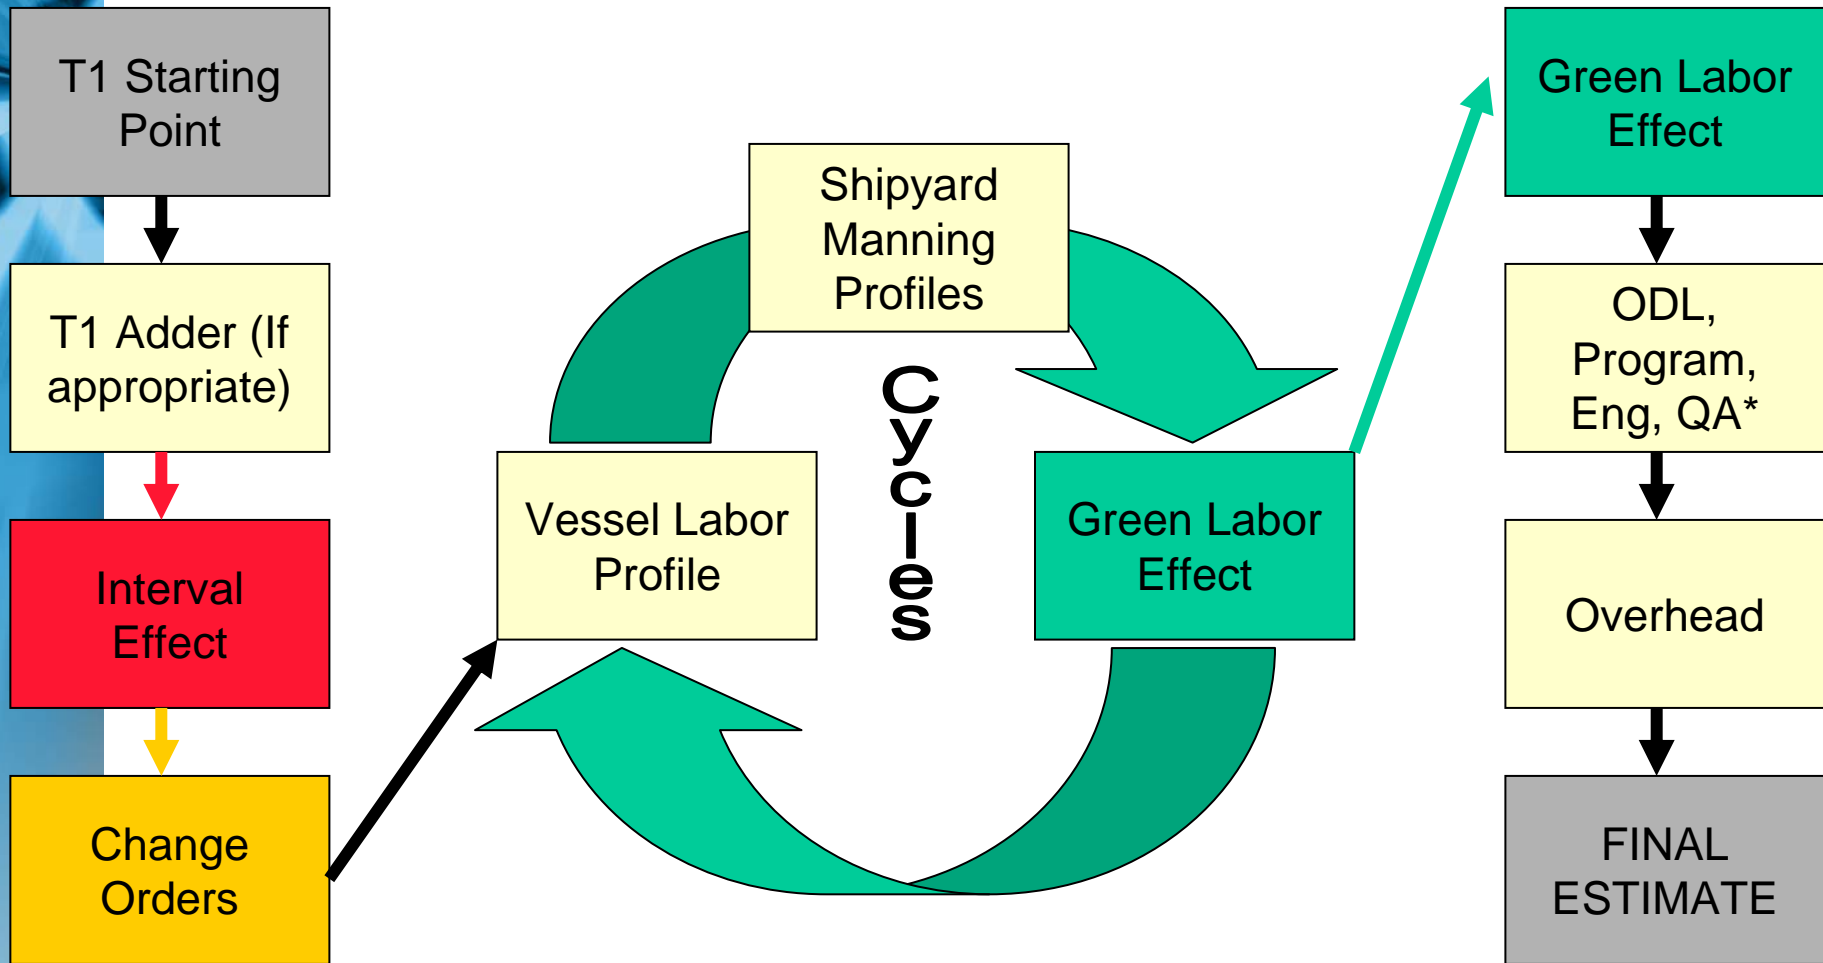 T1 Starting
Point
T1 Adder (If
appropriate)
Interval
Effect
Change
Orders
Shipyard
Manning
Profiles
Cycles
Vessel Labor
Profile
Green Labor
Effect
Green Labor
Effect
ODL,
Program,
Eng, QA*
Overhead
FINAL
ESTIMATE